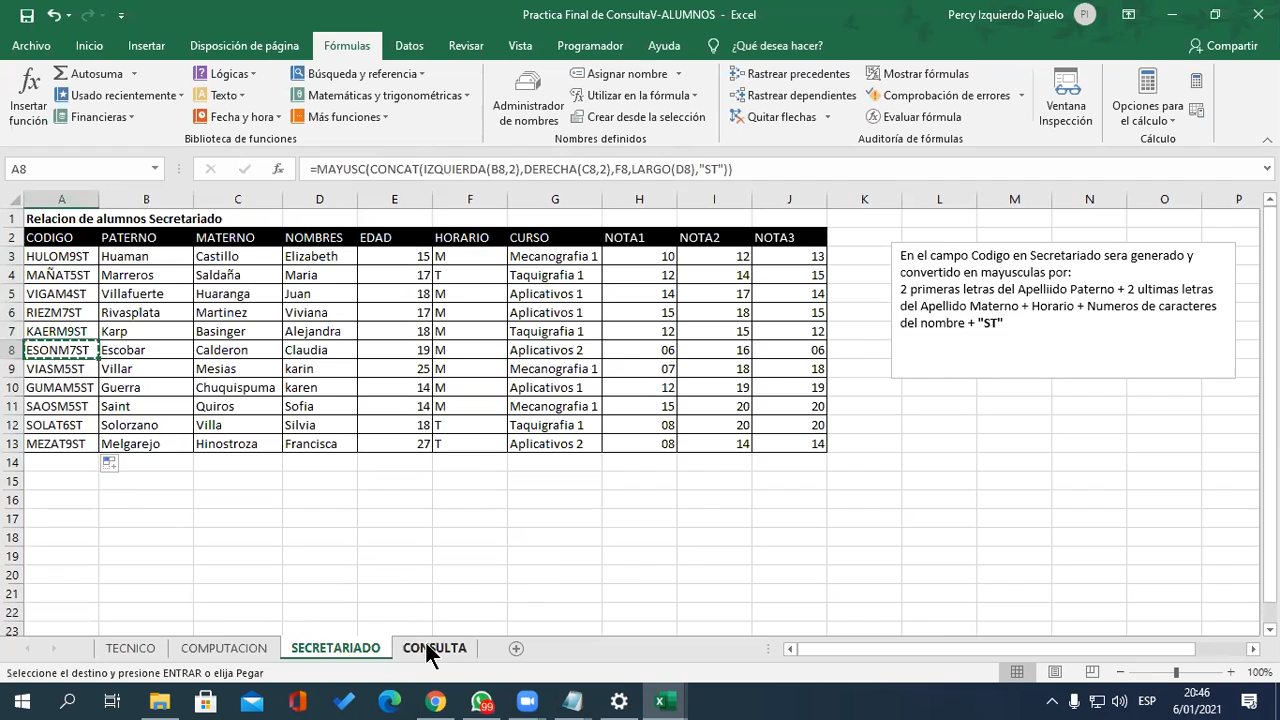 Practica Final de ConsultaV-ALUMNOS - Excel
Percy Izquierdo Pajuelo
PI
Archivo Inicio Insertar Disposición de página Fórmulas Datos Revisar Vista Programador Ayuda ¿Qué desea hacer? Compartir
Insertar función
Autosuma
Usado recientemente
Financieras
Lógicas
Texto
Fecha y hora
Búsqueda y referencia
Matemáticas y trigonométricas
Más funciones
Biblioteca de funciones
Administrador de nombres
Asignar nombre
Utilizar en la fórmula
Crear desde la selección
Nombres definidos
Rastrear precedentes
Rastrear dependientes
Quitar flechas
Mostrar fórmulas
Comprobación de errores
Evaluar fórmula
Auditoría de fórmulas
Ventana Inspección
Opciones para el cálculo
Cálculo
A8 fx =MAYUSC(CONCAT(IZQUIERDA(B8,2),DERECHA(C8,2),F8,LARGO(D8),"ST"))
A B C D E F G H I J K L M N O P
1 Relacion de alumnos Secretariado
2 CODIGO PATERNO MATERNO NOMBRES EDAD HORARIO CURSO NOTA1 NOTA2 NOTA3
3 HULOM9ST Huaman Castillo Elizabeth 15 M Mecanografia 1 10 12 13
4 MAÑAT5ST Marreros Saldaña Maria 17 T Taquigrafia 1 12 14 15
5 VIGAM4ST Villafuerte Huaranga Juan 18 M Aplicativos 1 14 17 14
6 RIEZM7ST Rivasplata Martinez Viviana 17 M Aplicativos 1 15 18 15
7 KAERM9ST Karp Basinger Alejandra 18 M Taquigrafia 1 12 15 12
8 ESONM7ST Escobar Calderon Claudia 19 M Aplicativos 2 06 16 06
9 VIASM5ST Villar Mesias karin 25 M Mecanografia 1 07 18 18
10 GUMAM5ST Guerra Chuquispuma karen 14 M Aplicativos 1 12 19 19
11 SAOSM5ST Saint Quiros Sofia 14 M Mecanografia 1 15 20 20
12 SOLAT6ST Solorzano Villa Silvia 18 T Taquigrafia 1 08 20 20
13 MEZAT9ST Melgarejo Hinostroza Francisca 27 T Aplicativos 2 08 14 14
14
15
16
17
18
19
20
21
22
23
En el campo Codigo en Secretariado sera generado y
convertido en mayusculas por:
2 primeras letras del Apelliido Paterno + 2 ultimas letras
del Apellido Materno + Horario + Numeros de caracteres
del nombre + "ST"
TECNICO COMPUTACION SECRETARIADO CONSULTA
Seleccione el destino y presione ENTRAR o elija Pegar
100%
99
ESP
20:46
6/01/2021